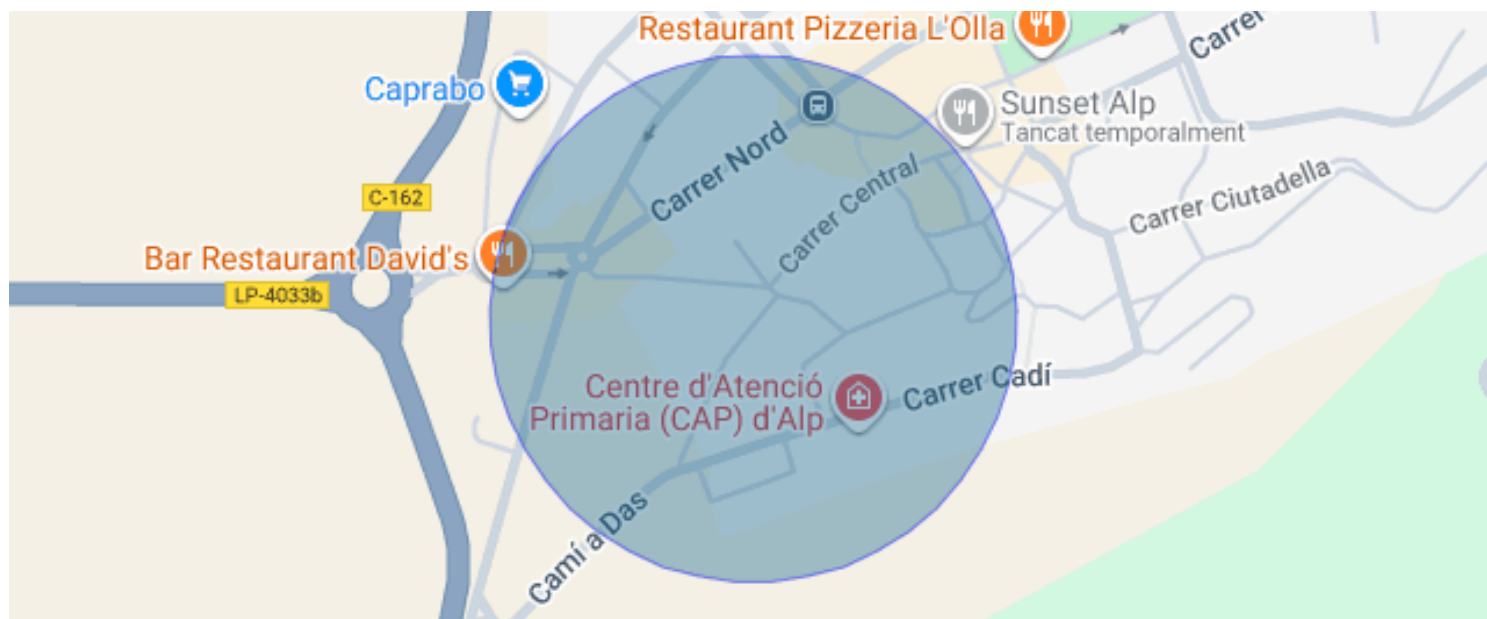 Restaurant Pizzeria L'Olla
Carrer
Caprabo
Sunset Alp
Tancat temporalment
Carrer Nord
Carrer Central
C-162
Carrer Ciutadella
Bar Restaurant David's
LP-4033b
Centre d'Atenció
Primaria (CAP) d'Alp
Carrer Cadí
Camí a Das